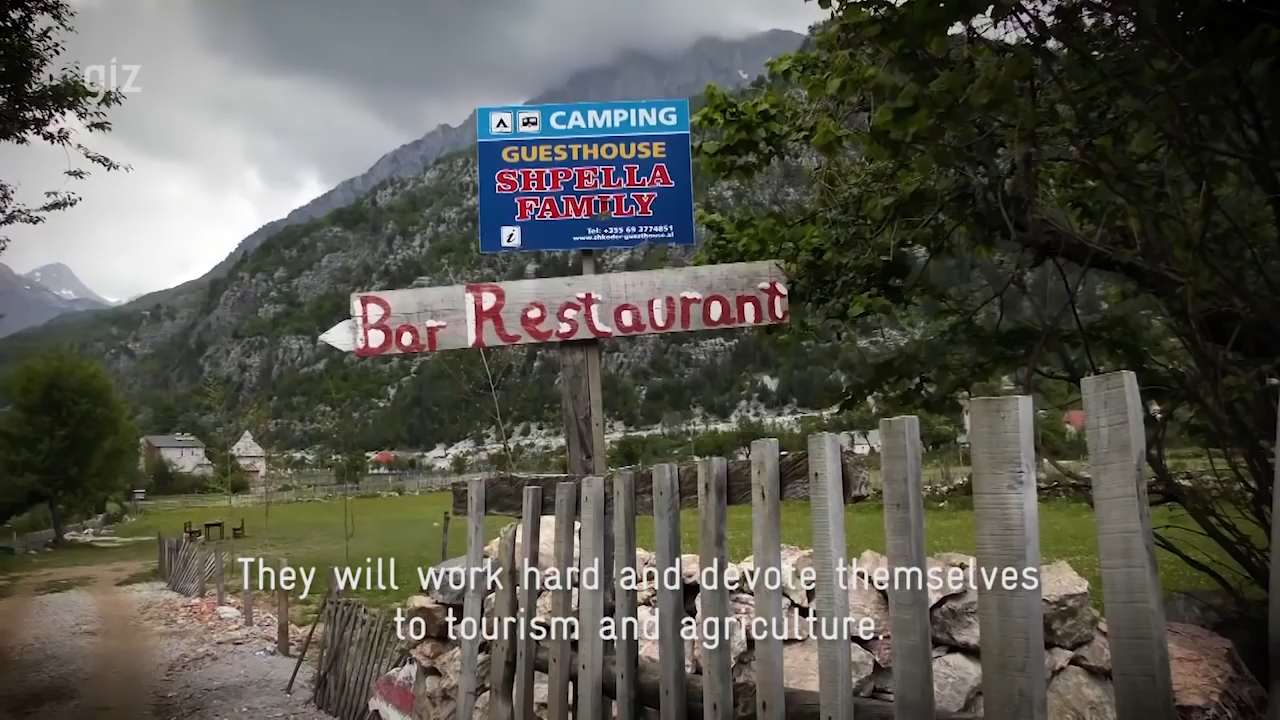 giz
CAMPING
GUESTHOUSE
SHPELLA
FAMILY
Tel: +355 69 3774851
www.shkoder-guesthouse.al
i
Bar Restaurant
They will work hard and devote themselves
to tourism and agriculture.